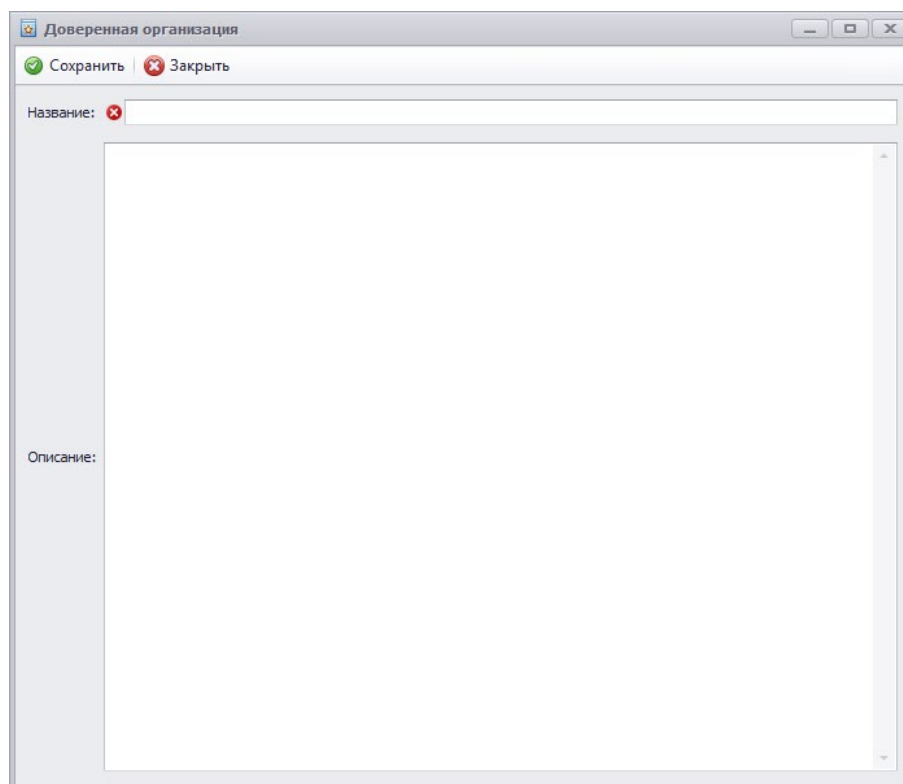 Доверенная организация
Сохранить Закрыть
Название:
Описание: